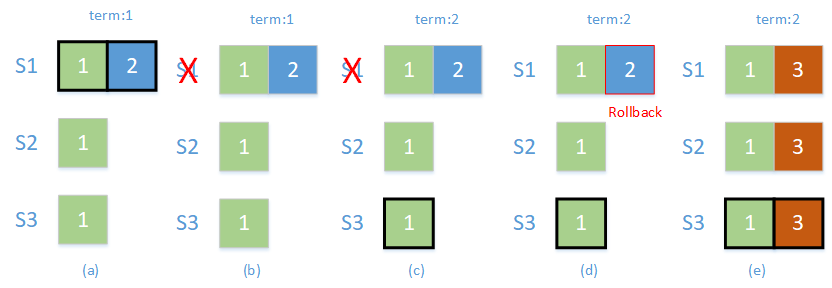 term:1 term:1 term:2 term:2 term:2
S1 1 2 S1 1 2 S1 1 2 S1 1 2 S1 1 3
Rollback
S2 1 S2 1 S2 1 S2 1 S2 1 3
S3 1 S3 1 S3 1 S3 1 S3 1 3
(a) (b) (c) (d) (e)